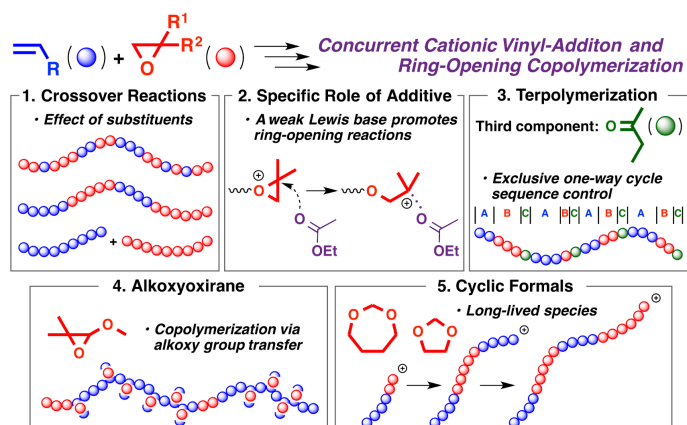 R
( ) +
O
R1
R2
( )
Concurrent Cationic Vinyl-Additon and
Ring-Opening Copolymerization
1. Crossover Reactions
· Effect of substituents
+
2. Specific Role of Additive
· A weak Lewis base promotes
ring-opening reactions
O
⊕
O
OEt
O
⊕
O
OEt
3. Terpolymerization
Third component: O ( )
· Exclusive one-way cycle
sequence control
| A | B |C| A |B|C| A | B |C| A | B |C|
4. Alkoxyoxirane
O
O
· Copolymerization via
alkoxy group transfer
5. Cyclic Formals
O O
O O
· Long-lived species
⊕
⊕
⊕